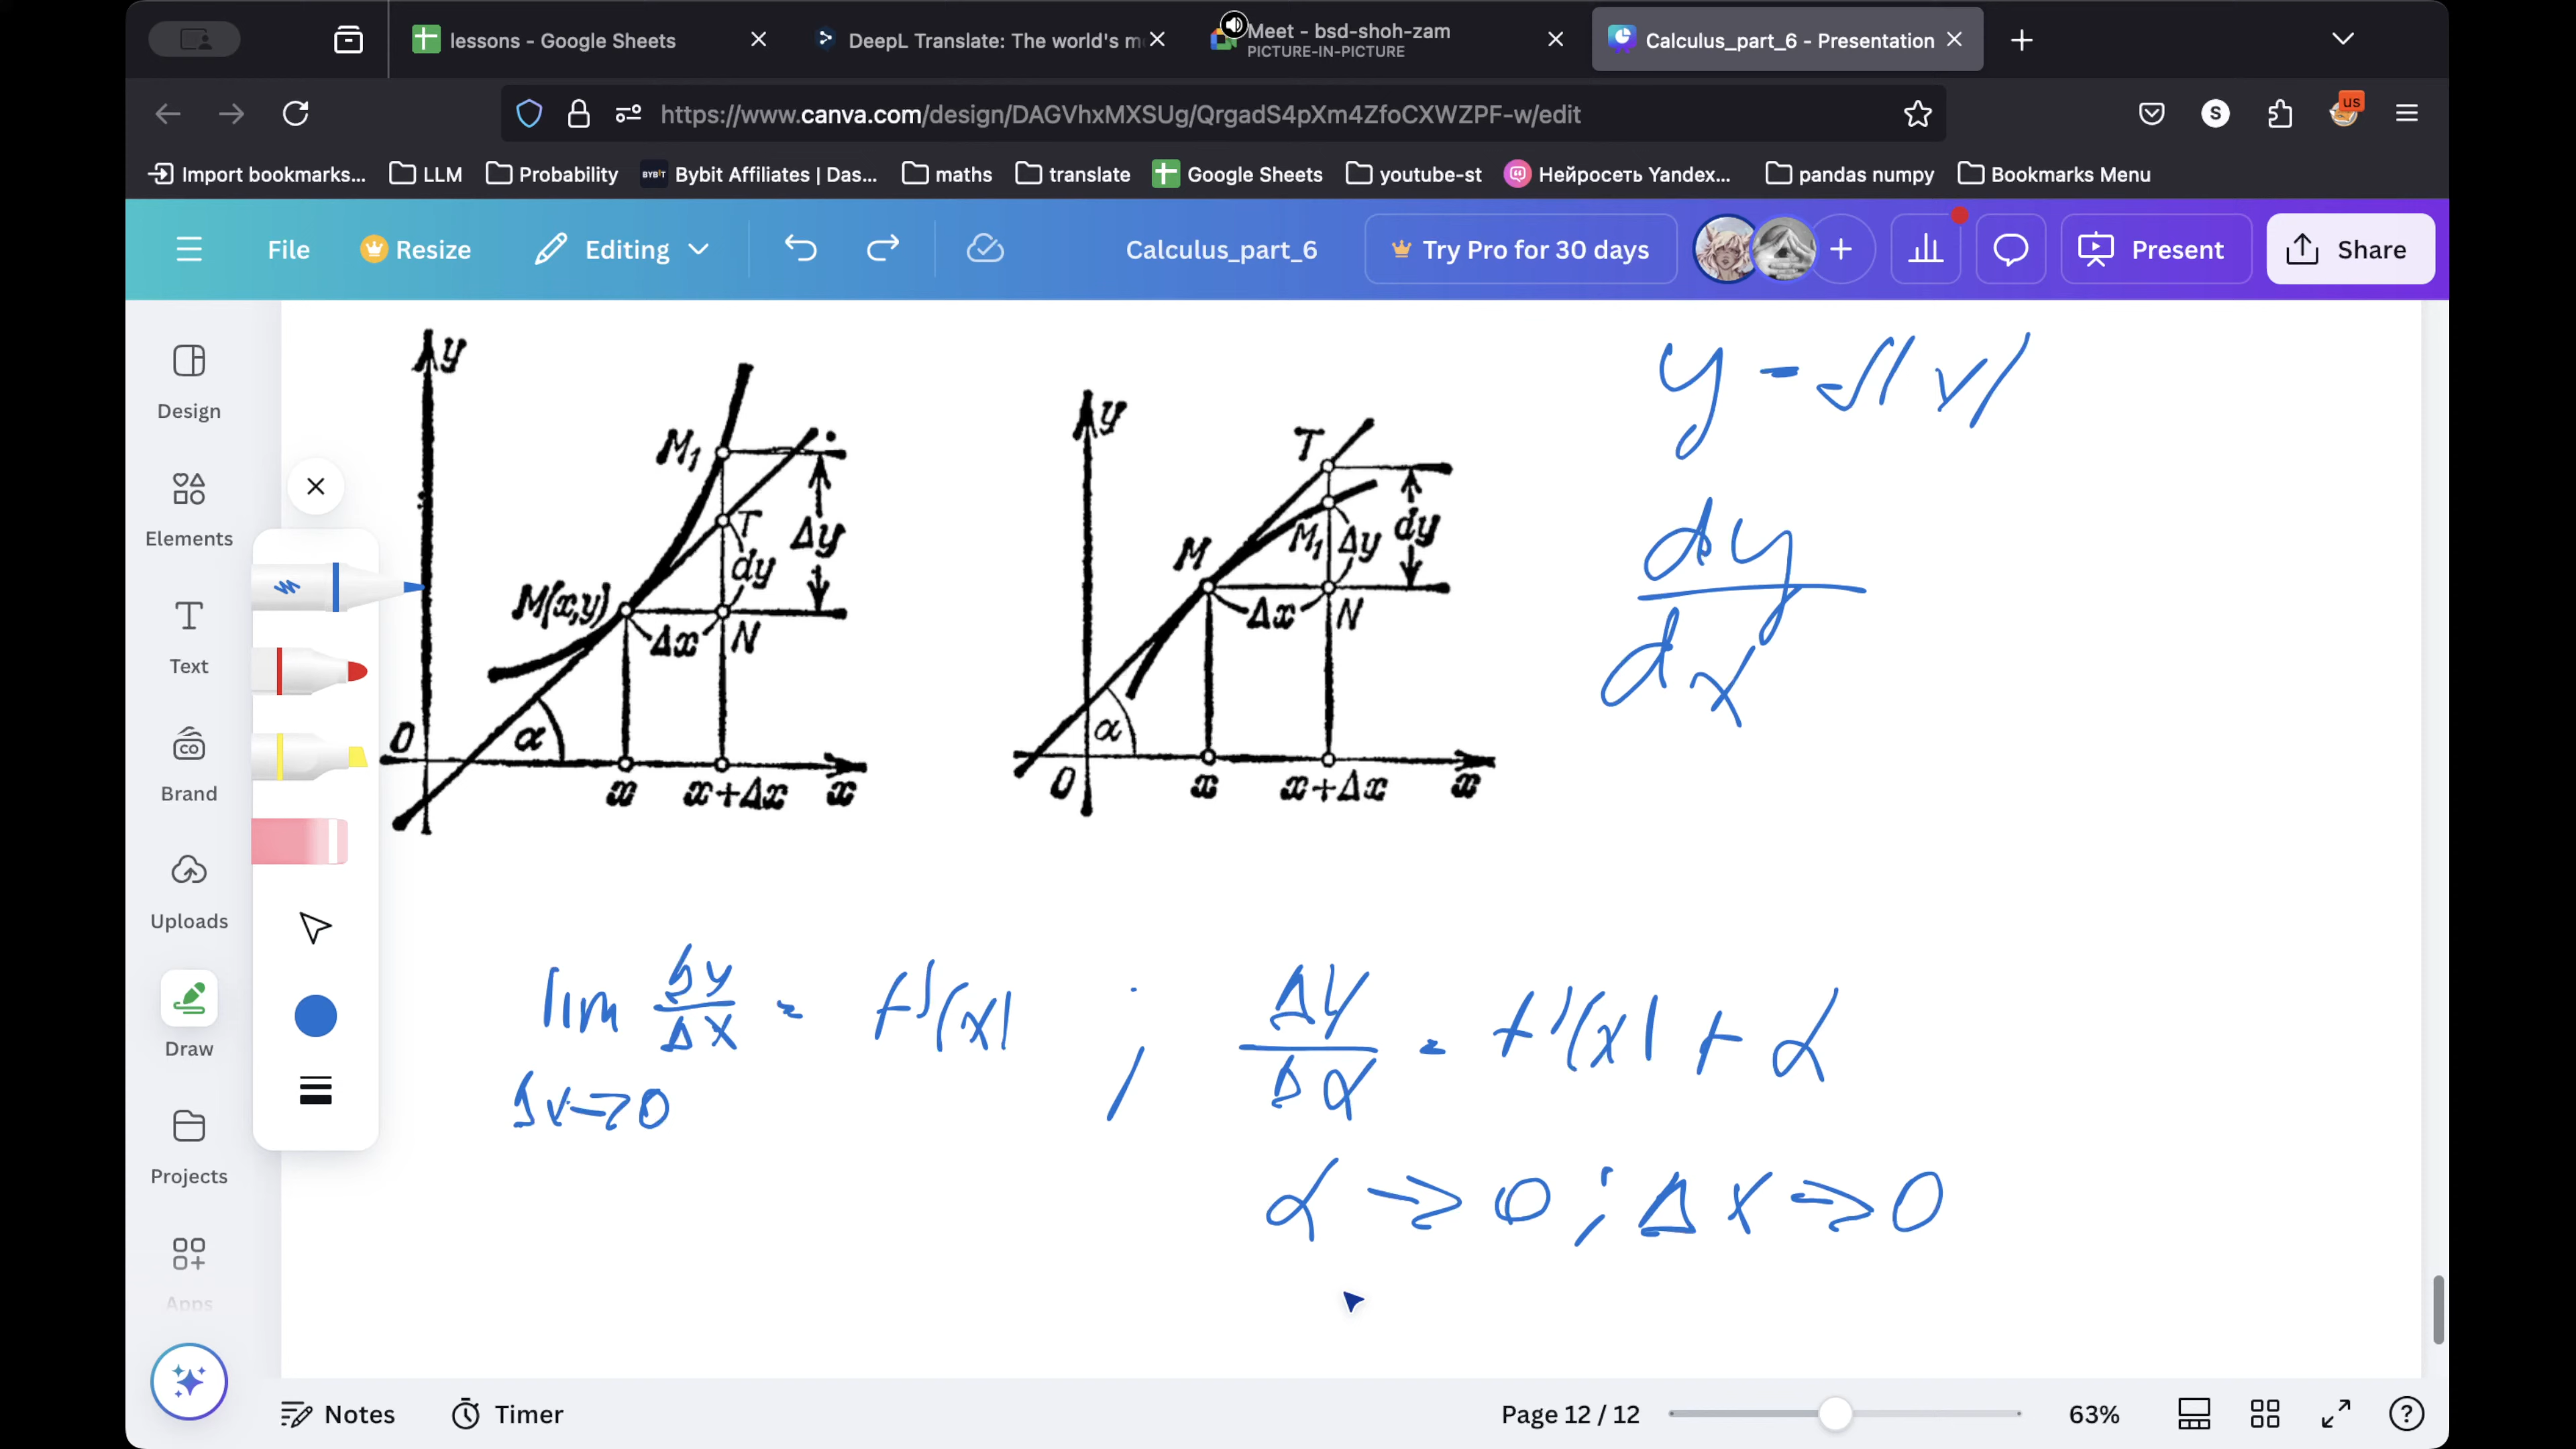 lessons - Google Sheets
DeepL Translate: The world's m
Meet - bsd-shoh-zam
PICTURE-IN-PICTURE
Calculus_part_6 - Presentation
https://www.canva.com/design/DAGVhxMXSUg/QrgadS4pXm4ZfoCXWZPF-w/edit
S
us
Import bookmarks...
LLM
Probability
BYBIT
Bybit Affiliates | Das...
maths
translate
Google Sheets
youtube-st
Нейросеть Yandex...
pandas numpy
Bookmarks Menu
File
Resize
Editing
Calculus_part_6
Try Pro for 30 days
Present
Share
Design
Elements
Text
Brand
Uploads
Draw
Projects
Apps
y
M₁
T
Δy
dy
M(x,y)
Δx
N
O
α
x
x+Δx
x
y
T
M₁
Δy
dy
M
Δx
N
α
O
x
x+Δx
x
dy
dx
lim Δy/Δx = f'(x)
Δx→0
;
Δy/Δα = f'(x) + α
α → 0 ; Δx → 0
Notes
Timer
Page 12 / 12
63%